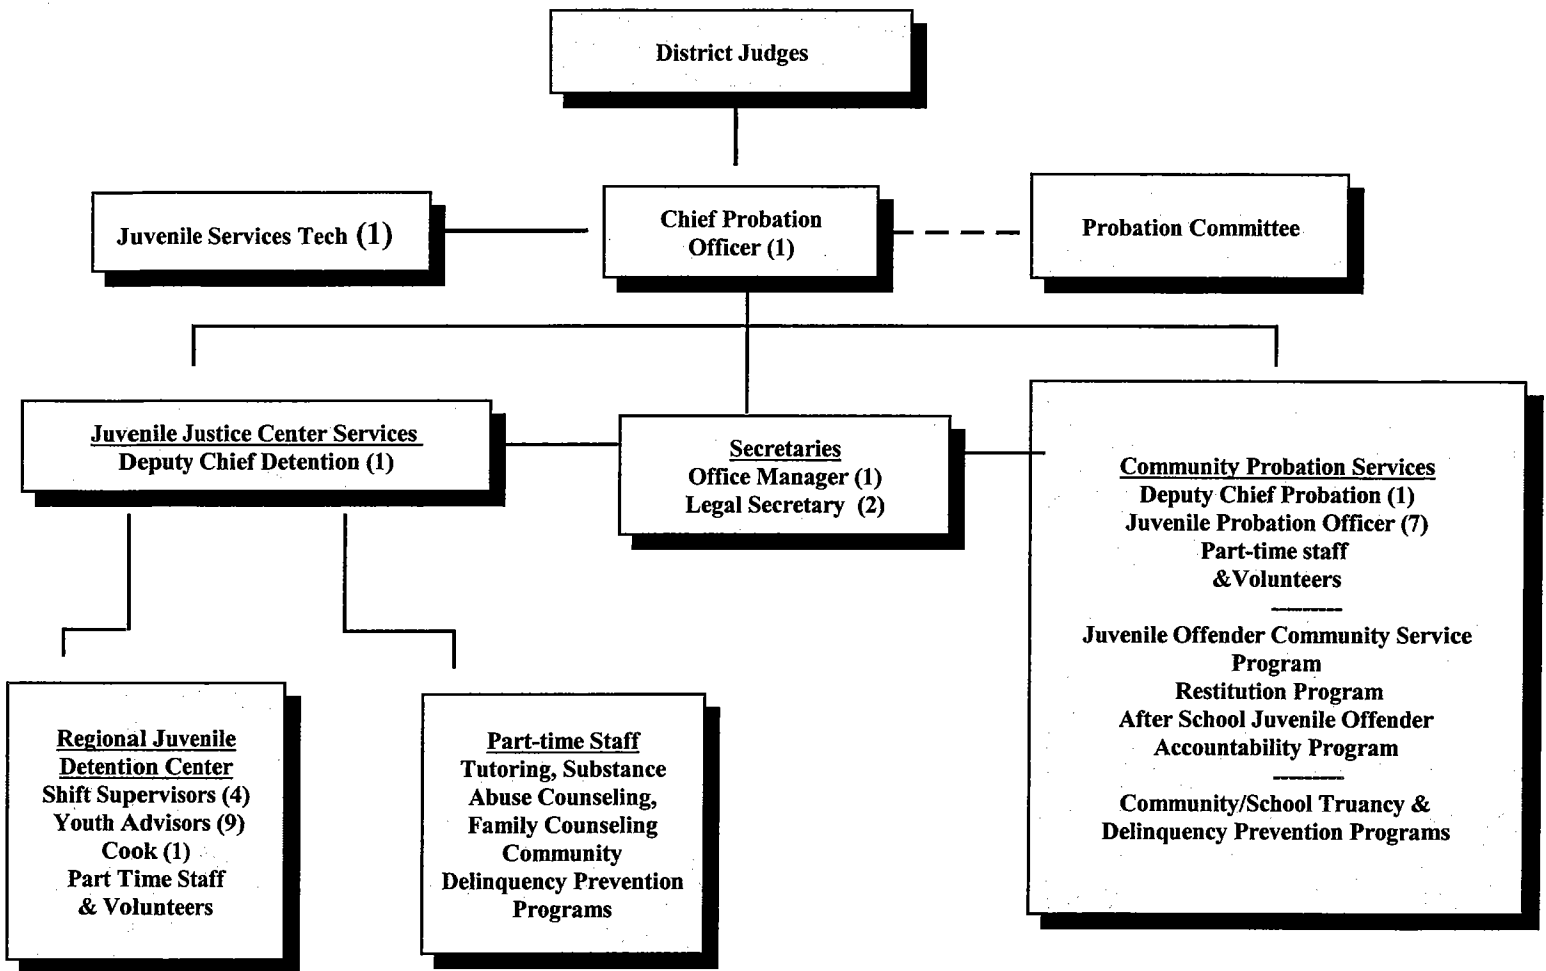 District Judges
Juvenile Services Tech (1)
Chief Probation
Officer (1)
Probation Committee
Juvenile Justice Center Services
Deputy Chief Detention (1)
Secretaries
Office Manager (1)
Legal Secretary (2)
Community Probation Services
Deputy Chief Probation (1)
Juvenile Probation Officer (7)
Part-time staff
&Volunteers
---------
Juvenile Offender Community Service
Program
Restitution Program
After School Juvenile Offender
Accountability Program
---------
Community/School Truancy &
Delinquency Prevention Programs
Regional Juvenile
Detention Center
Shift Supervisors (4)
Youth Advisors (9)
Cook (1)
Part Time Staff
& Volunteers
Part-time Staff
Tutoring, Substance
Abuse Counseling,
Family Counseling
Community
Delinquency Prevention
Programs